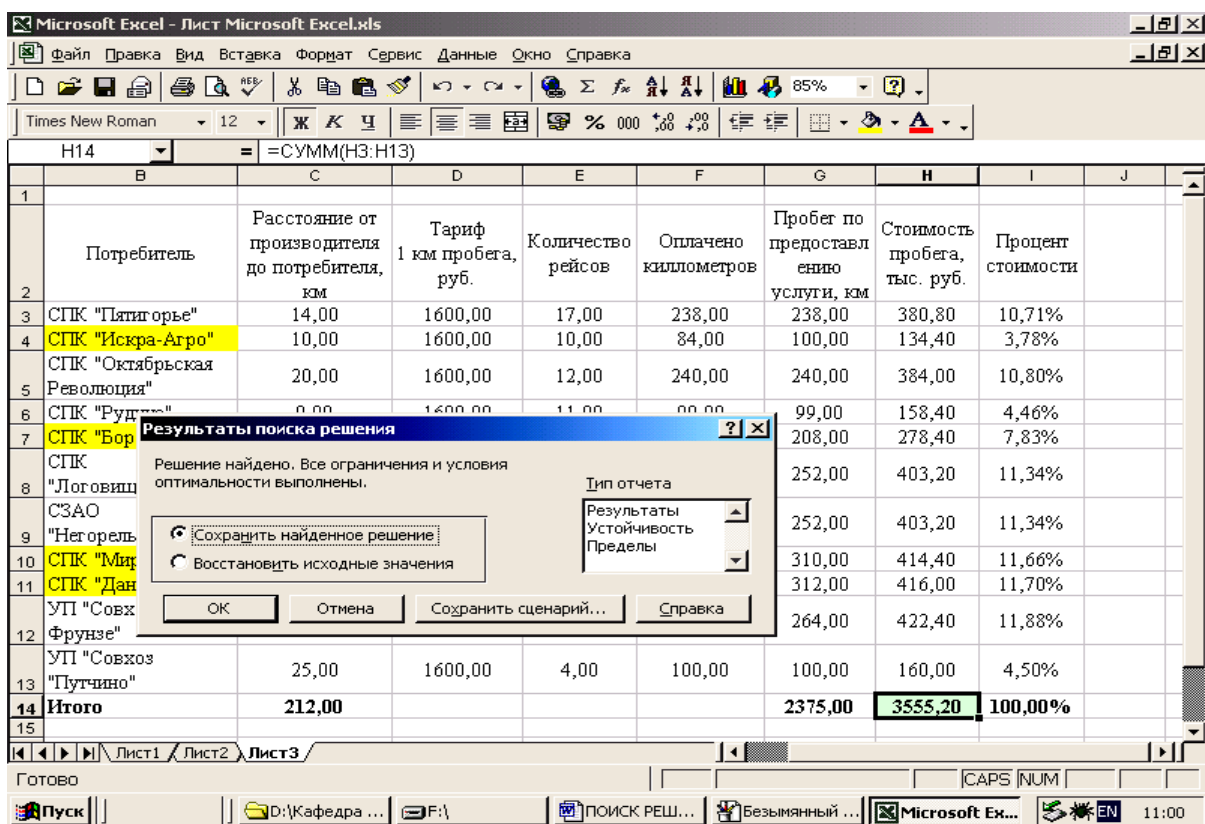 Microsoft Excel - Лист Microsoft Excel.xls
Файл Правка Вид Вставка Формат Сервис Данные Окно Справка
85%
Times New Roman 12 Ж К Ч % 000
H14 = =СУММ(H3:H13)
B C D E F G H I J
1
2 Потребитель Расстояние от производителя до потребителя, км Тариф 1 км пробега, руб. Количество рейсов Оплачено киллометров Пробег по предоставлению услуги, км Стоимость пробега, тыс. руб. Процент стоимости
3 СПК "Пятигорье" 14,00 1600,00 17,00 238,00 238,00 380,80 10,71%
4 СПК "Искра-Агро" 10,00 1600,00 10,00 84,00 100,00 134,40 3,78%
5 СПК "Октябрьская Революция" 20,00 1600,00 12,00 240,00 240,00 384,00 10,80%
6 СПК 1600,00 11,00 99,00 158,40 4,46%
7 СПК "Бор 208,00 278,40 7,83%
8 СПК "Логовищ 252,00 403,20 11,34%
9 СЗАО "Негорель 252,00 403,20 11,34%
10 СПК "Мир 310,00 414,40 11,66%
11 СПК "Дан 312,00 416,00 11,70%
12 УП "Совх Фрунзе" 264,00 422,40 11,88%
13 УП "Совхоз "Путчино" 25,00 1600,00 4,00 100,00 100,00 160,00 4,50%
14 Итого 212,00 2375,00 3555,20 100,00%
15
Результаты поиска решения
Решение найдено. Все ограничения и условия
оптимальности выполнены.
Тип отчета
Результаты
Устойчивость
Пределы
Сохранить найденное решение
Восстановить исходные значения
OK Отмена Сохранить сценарий... Справка
Лист1 Лист2 Лист3
Готово CAPS NUM
Пуск D:\Кафедра ... F:\ ПОИСК РЕШ... Безымянный ... Microsoft Ex... EN 11:00